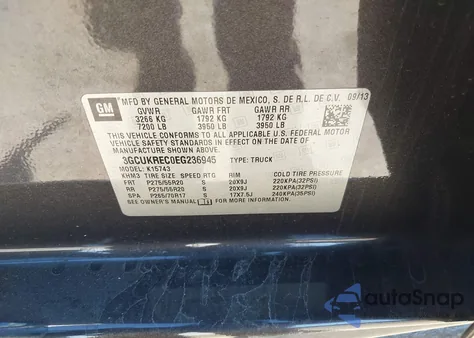 GM
MFD BY GENERAL MOTORS DE MEXICO, S. DE R.L. DE C.V. 09/13
GVWR GAWR FRT GAWR RR
3266 KG 1792 KG 1792 KG
7200 LB 3950 LB 3950 LB
THIS VEHICLE CONFORMS TO ALL APPLICABLE U.S. FEDERAL
MOTOR VEHICLE SAFETY STANDARDS IN EFFECT ON THE DATE OF
MANUFACTURE SHOWN ABOVE.
3GCUKREC0EG236945 TYPE: TRUCK
MODEL: K15743
KHM3 TIRE SIZE SPEED RTG RIM COLD TIRE PRESSURE
FRT P275/55R20 S 20X9J 220KPA(32PSI)
RR P275/55R20 S 20X9J 220KPA(32PSI)
SPA P265/70R17 S 17X7.5J 240KPA(35PSI)
SEE OWNER'S MANUAL FOR ADDITIONAL INFORMATION.
autoSnap